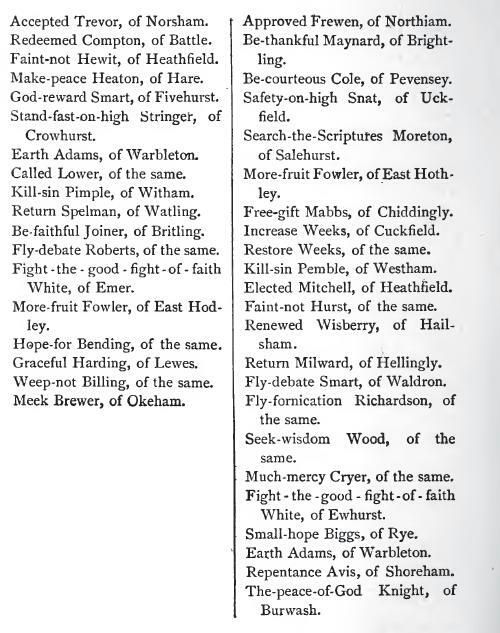 Accepted Trevor, of Norsham.
Redeemed Compton, of Battle.
Faint-not Hewit, of Heathfield.
Make-peace Heaton, of Hare.
God-reward Smart, of Fivehurst.
Stand-fast-on-high Stringer, of
Crowhurst.
Earth Adams, of Warbleton.
Called Lower, of the same.
Kill-sin Pimple, of Witham.
Return Spelman, of Watling.
Be-faithful Joiner, of Britling.
Fly-debate Roberts, of the same.
Fight-the-good-fight-of-faith
White, of Emer.
More-fruit Fowler, of East Hod-
ley.
Hope-for Bending, of the same.
Graceful Harding, of Lewes.
Weep-not Billing, of the same.
Meek Brewer, of Okeham.
Approved Frewen, of Northiam.
Be-thankful Maynard, of Bright-
ling.
Be-courteous Cole, of Pevensey.
Safety-on-high Snat, of Uck-
field.
Search-the-Scriptures Moreton,
of Salehurst.
More-fruit Fowler, of East Hoth-
ley.
Free-gift Mabbs, of Chiddingly.
Increase Weeks, of Cuckfield.
Restore Weeks, of the same.
Kill-sin Pemble, of Westham.
Elected Mitchell, of Heathfield.
Faint-not Hurst, of the same.
Renewed Wisberry, of Hail-
sham.
Return Milward, of Hellingly.
Fly-debate Smart, of Waldron.
Fly-fornication Richardson, of
the same.
Seek-wisdom Wood, of the
same.
Much-mercy Cryer, of the same.
Fight-the-good-fight-of-faith
White, of Ewhurst.
Small-hope Biggs, of Rye.
Earth Adams, of Warbleton.
Repentance Avis, of Shoreham.
The-peace-of-God Knight, of
Burwash.